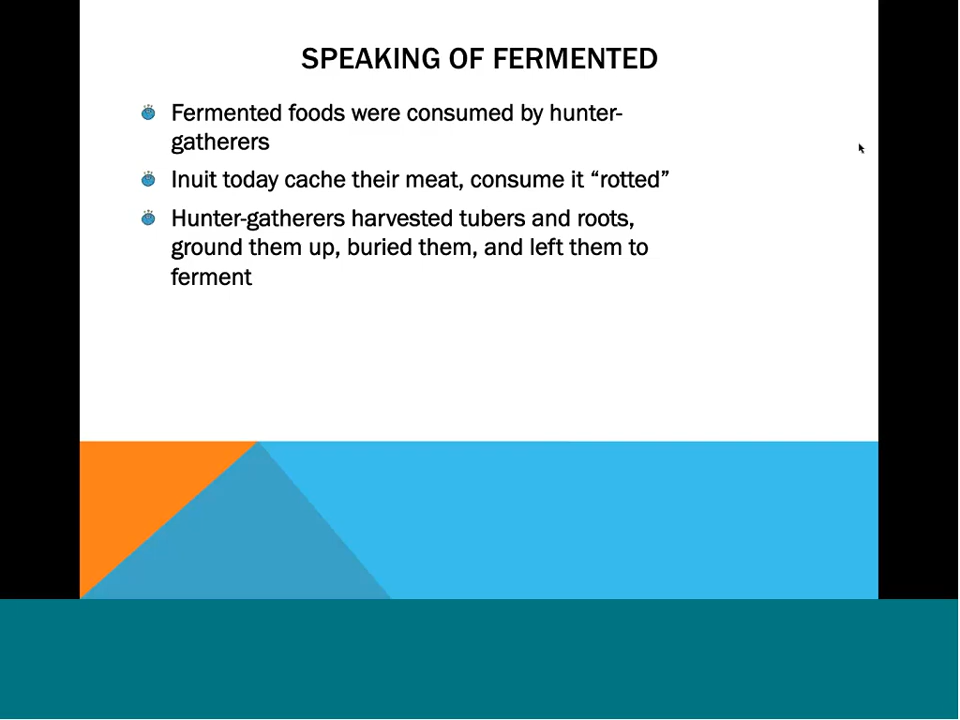 SPEAKING OF FERMENTED
Fermented foods were consumed by hunter-
gatherers
Inuit today cache their meat, consume it “rotted”
Hunter-gatherers harvested tubers and roots,
ground them up, buried them, and left them to
ferment